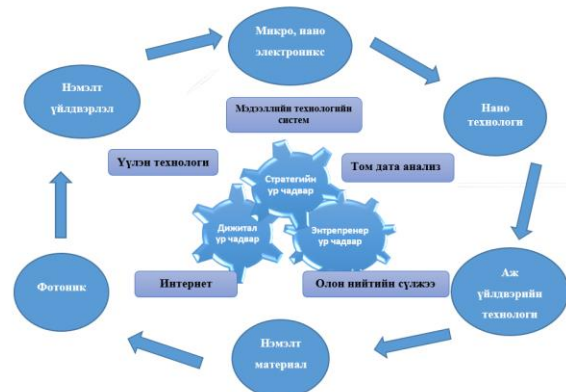 Микро, нано
электроникс
Нано
технологи
Аж
үйлдвэрийн
технологи
Нэмэлт
материал
Фотоник
Нэмэлт
үйлдвэрлэл
Мэдээллийн технологийн
систем
Үүлэн технологи
Том дата анализ
Интернет
Олон нийтийн сүлжээ
Стратегийн
ур чадвар
Дижитал
ур чадвар
Энтрепренер
ур чадвар